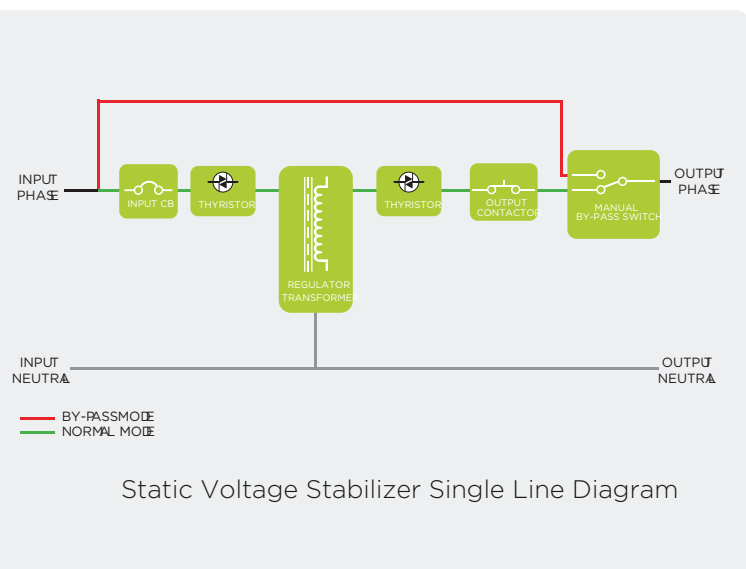 INPUT
PHASE
INPUT CB
THYRISTOR
REGULATOR
TRANSFORMER
THYRISTOR
OUTPUT
CONTACTOR
MANUAL
BY-PASS SWITCH
OUTPUT
PHASE
INPUT
NEUTRAL
OUTPUT
NEUTRAL
BY-PASSMODE
NORMAL MODE
Static Voltage Stabilizer Single Line Diagram